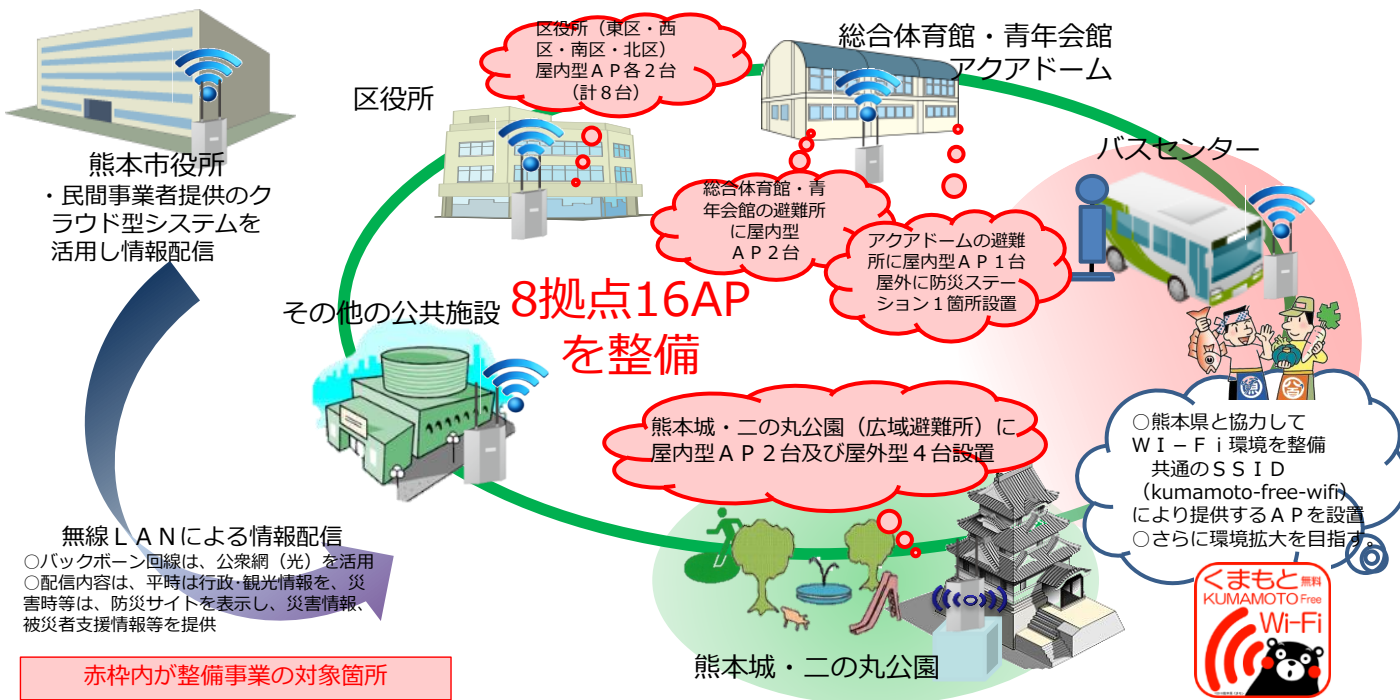 熊本市役所
・民間事業者提供のク
ラウド型システムを
活用し情報配信
区役所
区役所（東区・西
区・南区・北区）
屋内型ＡＰ各２台
（計８台）
総合体育館・青年会館
アクアドーム
総合体育館・青
年会館の避難所
に屋内型
ＡＰ２台
アクアドームの避難
所に屋内型ＡＰ１台
屋外に防災ステー
ション１箇所設置
バスセンター
その他の公共施設
8拠点16AP
を整備
熊本城・二の丸公園（広域避難所）に
屋内型ＡＰ２台及び屋外型４台設置
○熊本県と協力して
ＷＩ－Ｆｉ環境を整備
共通のＳＳＩＤ
（kumamoto-free-wifi）
により提供するＡＰを設置
○さらに環境拡大を目指す。
無線ＬＡＮによる情報配信
○バックボーン回線は、公衆網（光）を活用
○配信内容は、平時は行政・観光情報を、災
害時等は、防災サイトを表示し、災害情報、
被災者支援情報等を提供
赤枠内が整備事業の対象箇所
熊本城・二の丸公園
くまもと無料
KUMAMOTO Free
Wi-Fi